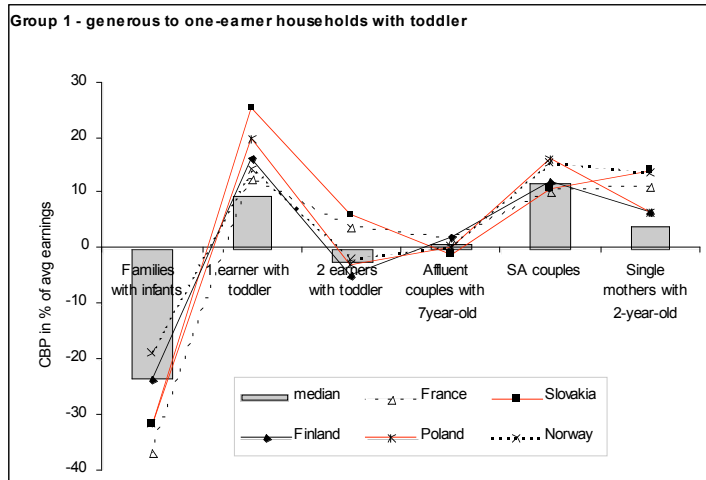 Group 1 - generous to one-earner households with toddler
CBP in % of avg earnings
30
20
10
0
-10
-20
-30
-40
Families with infants
1 earner with toddler
2 earners with toddler
Affluent couples with 7year-old
SA couples
Single mothers with 2-year-old
median
France
Slovakia
Finland
Poland
Norway